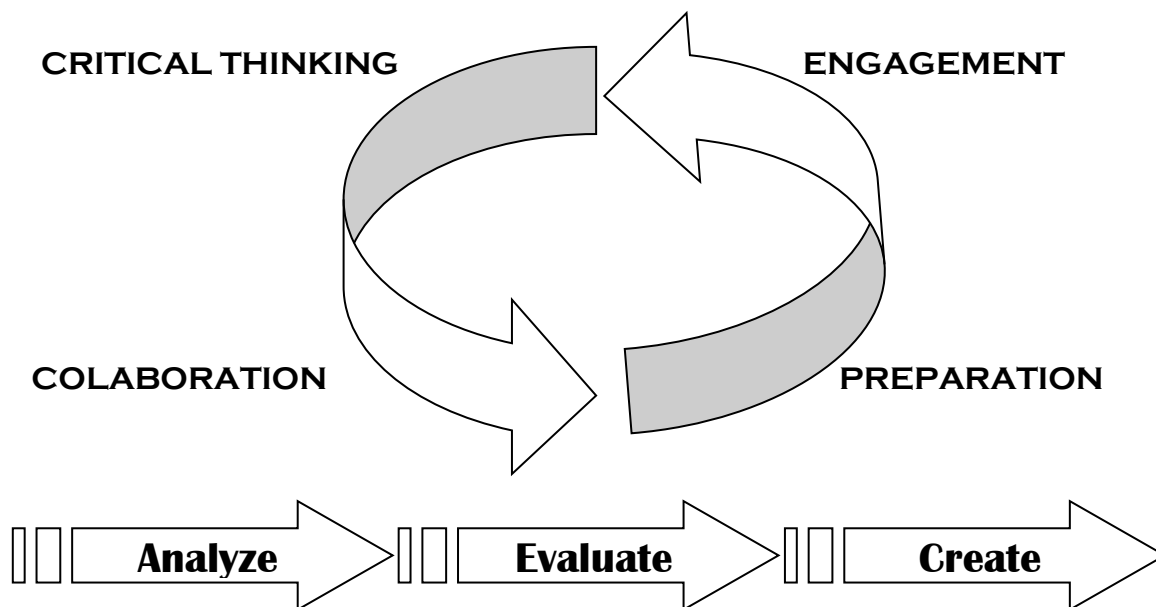 CRITICAL THINKING
ENGAGEMENT
COLABORATION
PREPARATION
Analyze
Evaluate
Create